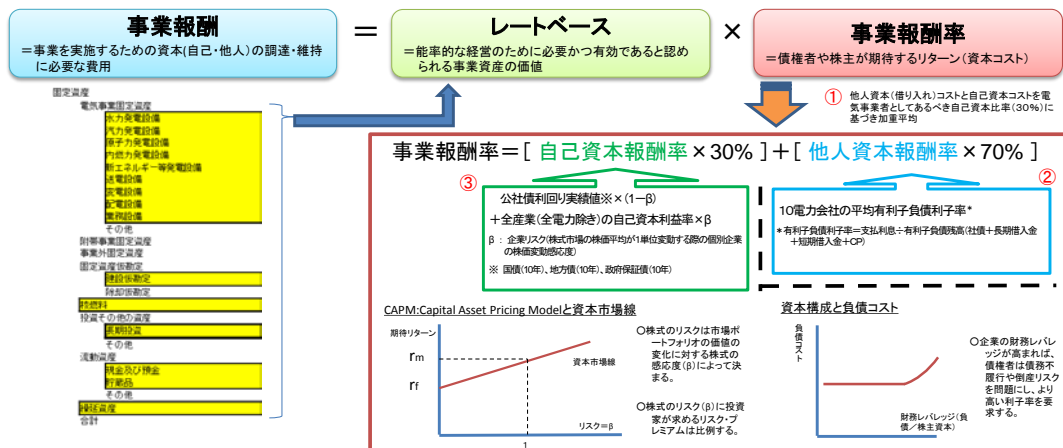 事業報酬
=事業を実施するための資本(自己・他人)の調達・維持
に必要な費用
=
レートベース
=能率的な経営のために必要かつ有効であると認め
られる事業資産の価値
×
事業報酬率
=債権者や株主が期待するリターン(資本コスト)
① 他人資本(借り入れ)コストと自己資本コストを電
気事業者としてあるべき自己資本比率(30%)に
基づき加重平均
固定資産
電気事業固定資産
水力発電設備
汽力発電設備
原子力発電設備
内燃力発電設備
新エネルギー等発電設備
送電設備
変電設備
配電設備
業務設備
その他
附帯事業固定資産
事業外固定資産
固定資産仮勘定
建設仮勘定
除却仮勘定
核燃料
投資その他の資産
長期投資
その他
流動資産
現金及び預金
貯蔵品
その他
繰延資産
合計
事業報酬率=[ 自己資本報酬率×30% ]+[ 他人資本報酬率×70% ]
③
公社債利回り実績値※×(1-β)
+全産業(全電力除き)の自己資本利益率×β
β : 企業リスク(株式市場の株価平均が1単位変動する際の個別企業
の株価変動感応度)
※ 国債(10年)、地方債(10年)、政府保証債(10年)
②
10電力会社の平均有利子負債利子率*
*有利子負債利子率=支払利息÷有利子負債残高(社債+長期借入金
+短期借入金+CP)
CAPM:Capital Asset Pricing Modelと資本市場線
期待リターン
rm
rf
資本市場線
リスク=β
1
○株式のリスクは市場ポ
ートフォリオの価値の
変化に対する株式の
感応度(β)によって決
まる。
○株式のリスク(β)に投資
家が求めるリスク・プ
レミアムは比例する。
資本構成と負債コスト
負債コスト
財務レバレッジ(負
債/株主資本)
○企業の財務レバレ
ッジが高まれば、
債権者は債務不
履行や倒産リスク
を問題にし、より
高い利子率を要
求する。